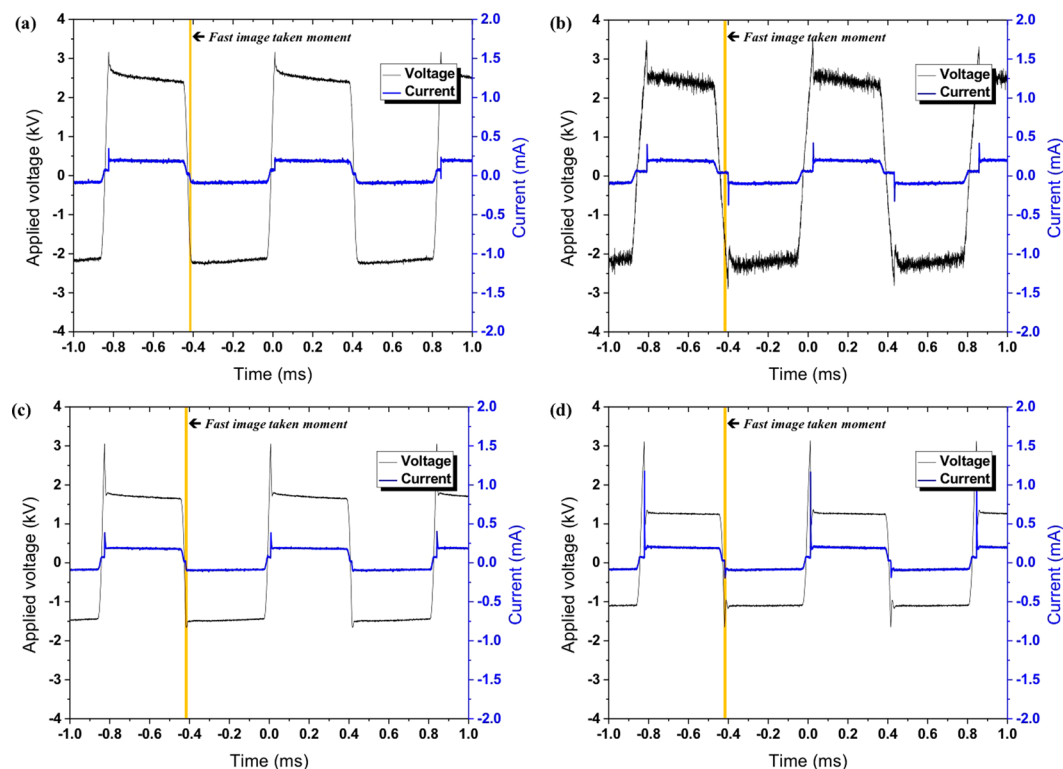 (a)
🡰 Fast image taken moment
Voltage
Current
Applied voltage (kV)
4
3
2
1
0
-1
-2
-3
-4
2.0
1.5
1.0
0.5
0.0
-0.5
-1.0
-1.5
-2.0
Current (mA)
-1.0 -0.8 -0.6 -0.4 -0.2 0.0 0.2 0.4 0.6 0.8 1.0
Time (ms)
(b)
🡰 Fast image taken moment
Voltage
Current
Applied voltage (kV)
4
3
2
1
0
-1
-2
-3
-4
2.0
1.5
1.0
0.5
0.0
-0.5
-1.0
-1.5
-2.0
Current (mA)
-1.0 -0.8 -0.6 -0.4 -0.2 0.0 0.2 0.4 0.6 0.8 1.0
Time (ms)
(c)
🡰 Fast image taken moment
Voltage
Current
Applied voltage (kV)
4
3
2
1
0
-1
-2
-3
-4
2.0
1.5
1.0
0.5
0.0
-0.5
-1.0
-1.5
-2.0
Current (mA)
-1.0 -0.8 -0.6 -0.4 -0.2 0.0 0.2 0.4 0.6 0.8 1.0
Time (ms)
(d)
🡰 Fast image taken moment
Voltage
Current
Applied voltage (kV)
4
3
2
1
0
-1
-2
-3
-4
2.0
1.5
1.0
0.5
0.0
-0.5
-1.0
-1.5
-2.0
Current (mA)
-1.0 -0.8 -0.6 -0.4 -0.2 0.0 0.2 0.4 0.6 0.8 1.0
Time (ms)